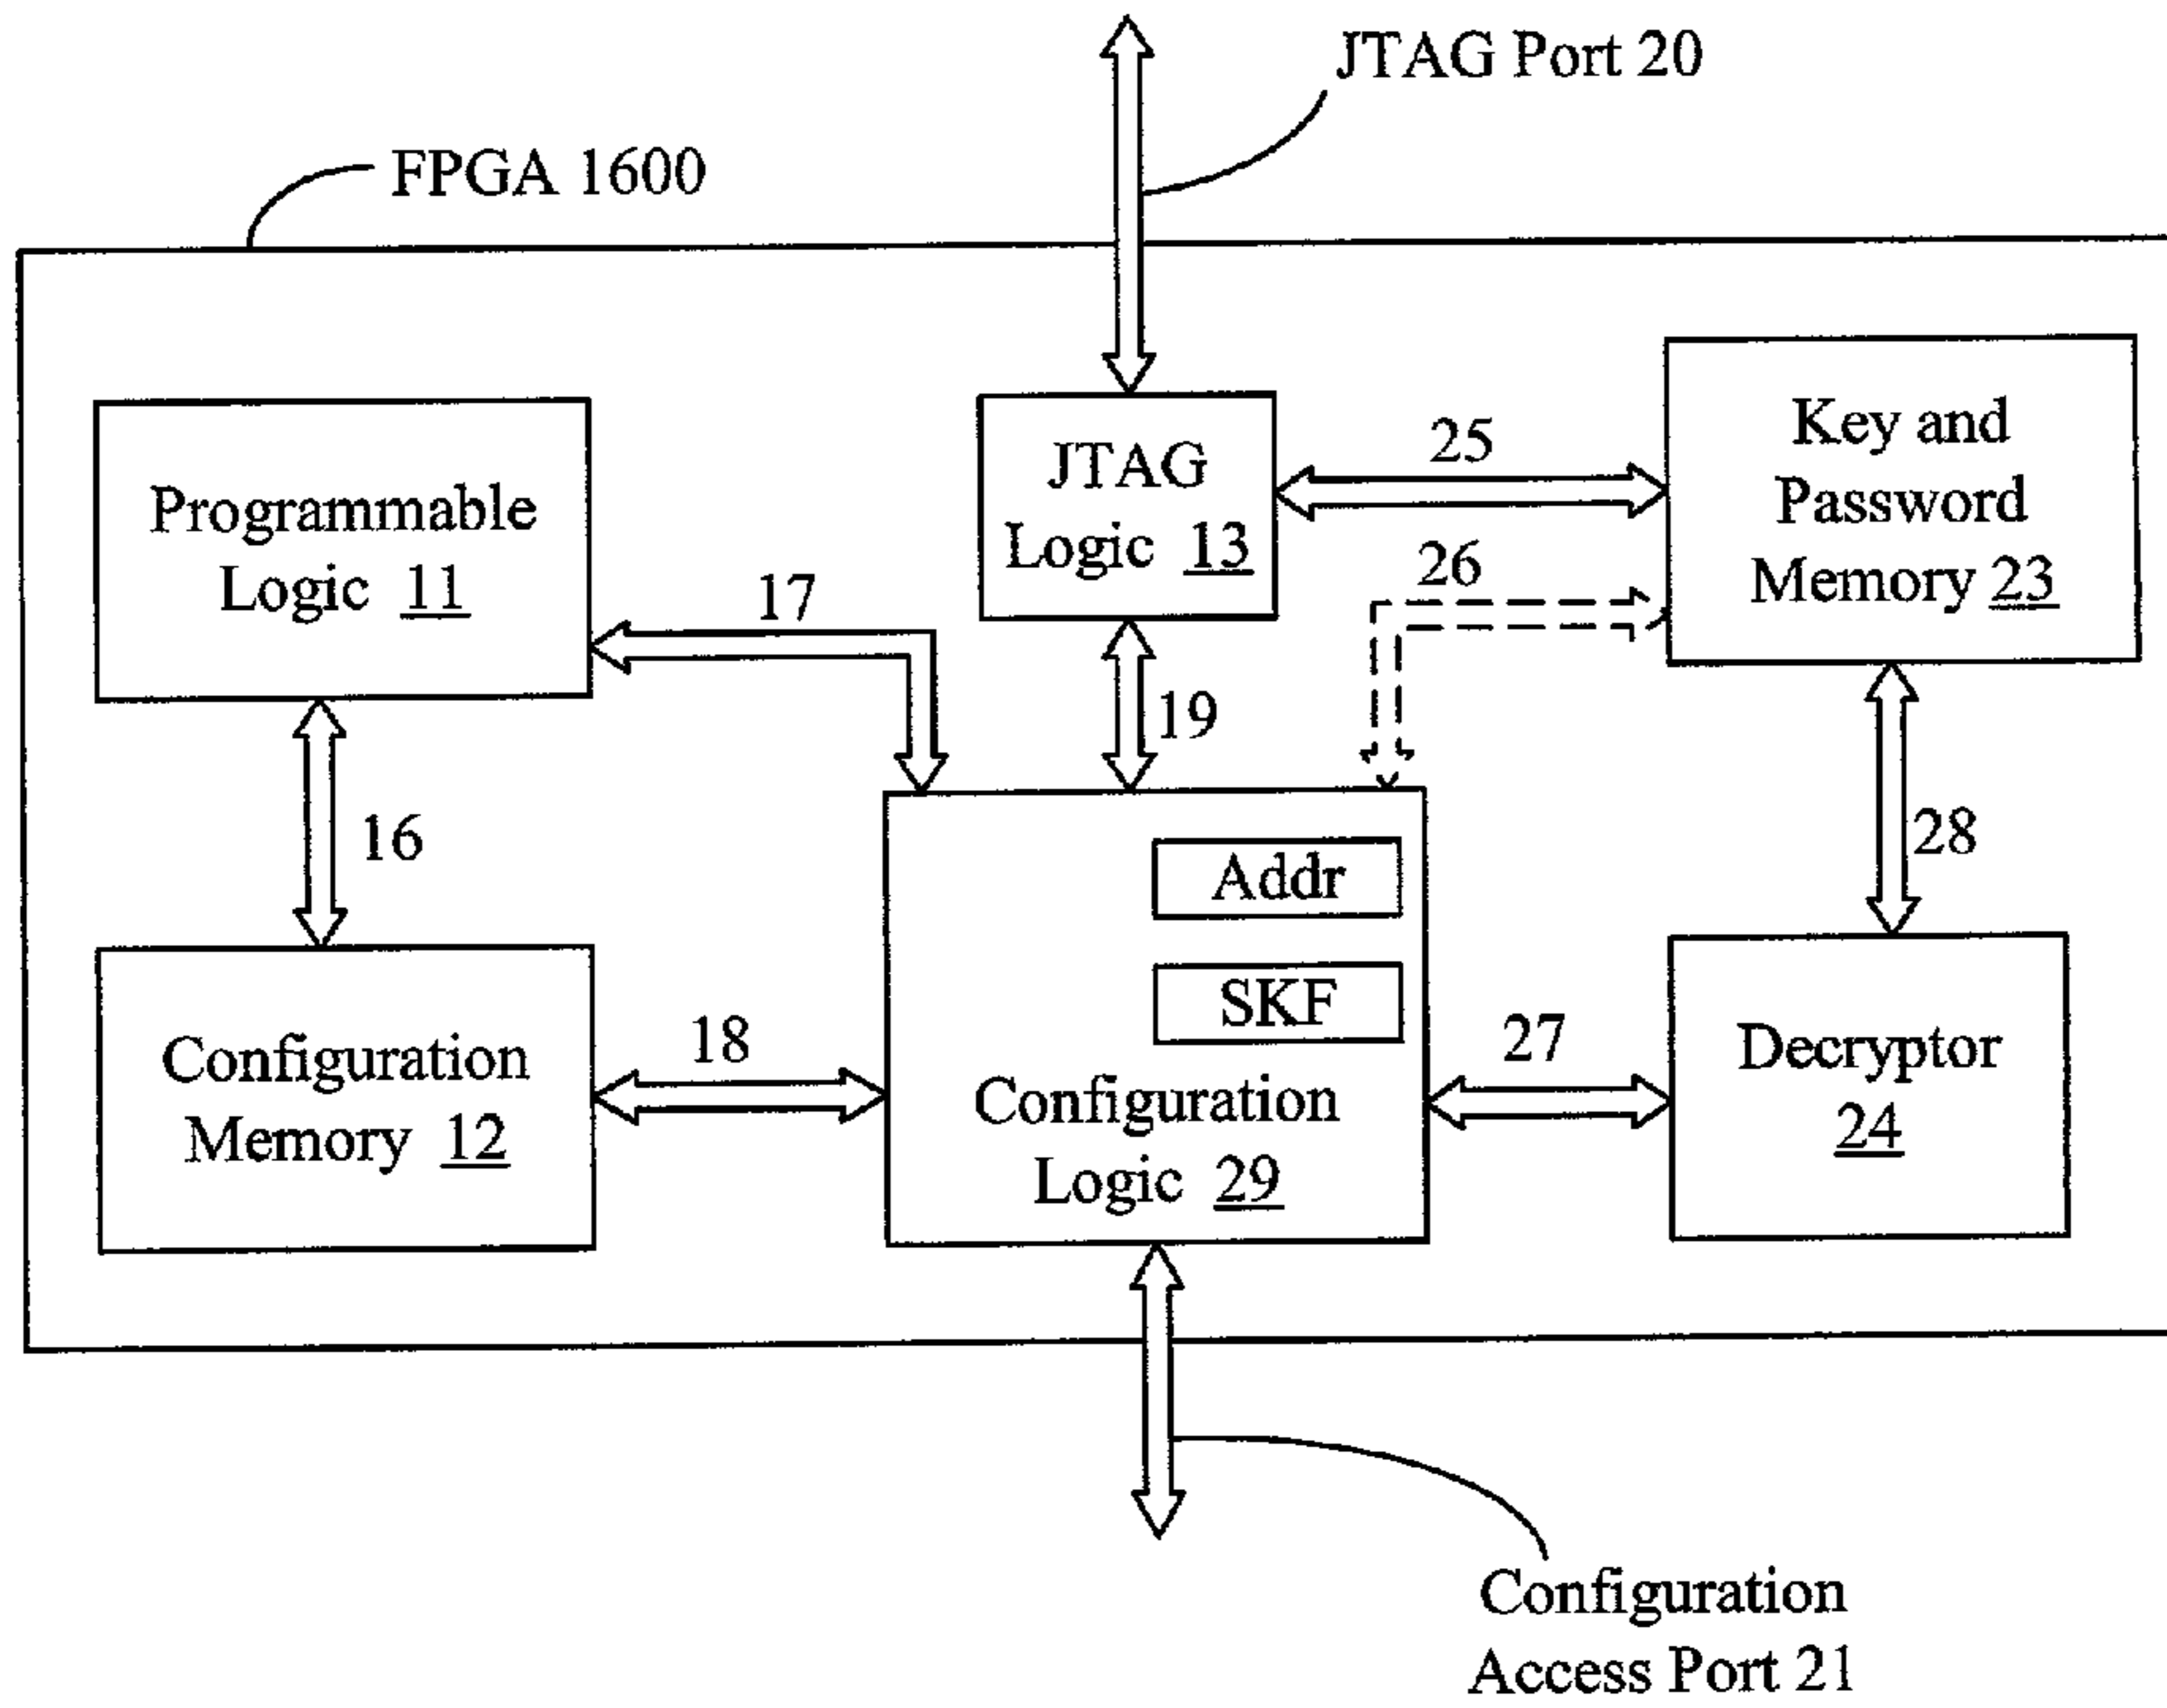 JTAG Port 20
FPGA 1600
Programmable
Logic 11
JTAG
Logic 13
25
Key and
Password
Memory 23
26
17
19
16
28
Addr
SKF
Configuration
Memory 12
18
Configuration
Logic 29
27
Decryptor
24
Configuration
Access Port 21